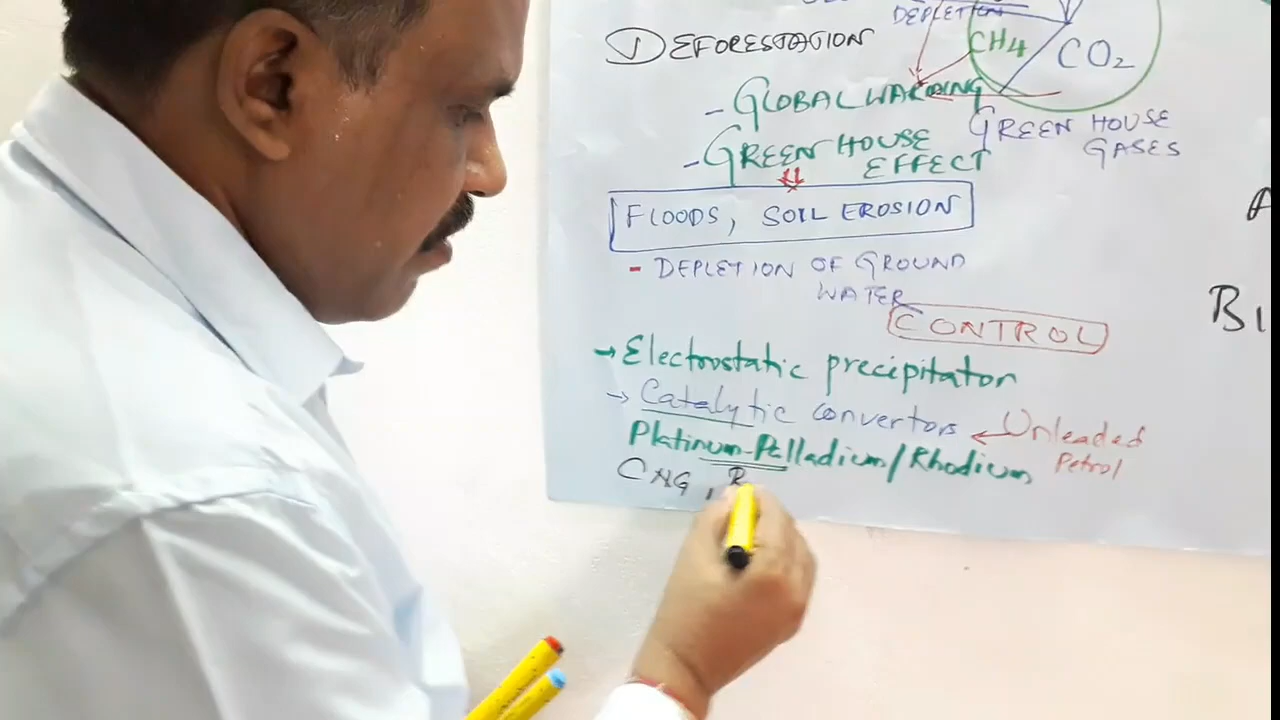 DEPLETION
CH4
CO2
DEFORESTATION
- GLOBAL WARMING
GREEN HOUSE
GASES
- GREEN HOUSE
EFFECT
FLOODS, SOIL EROSION
- DEPLETION OF GROUND
WATER
CONTROL
→ Electrostatic precipitator
→ Catalytic convertors ← Unleaded
Petrol
Platinum-Palladium/Rhodium
CNG,